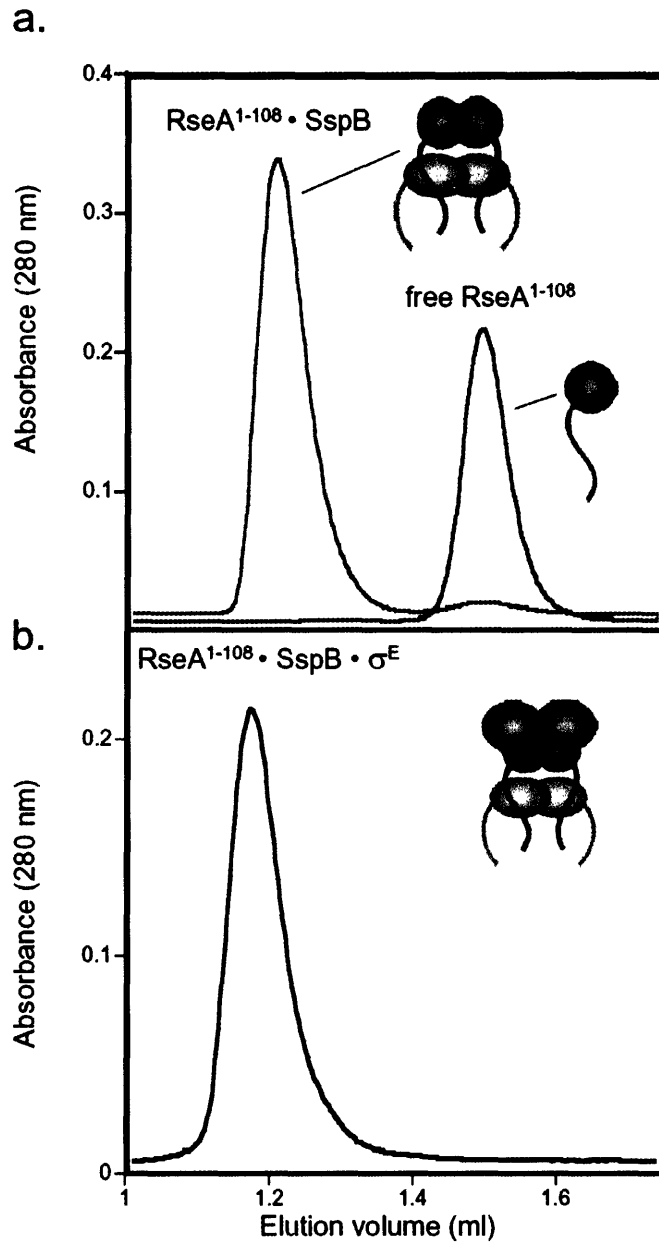 a.
0.4
RseA¹⁻¹⁰⁸ • SspB
0.3
free RseA¹⁻¹⁰⁸
0.2
0.1
Absorbance (280 nm)
b.
RseA¹⁻¹⁰⁸ • SspB • σᴱ
0.2
0.1
0
Absorbance (280 nm)
1
1.2
1.4
1.6
Elution volume (ml)